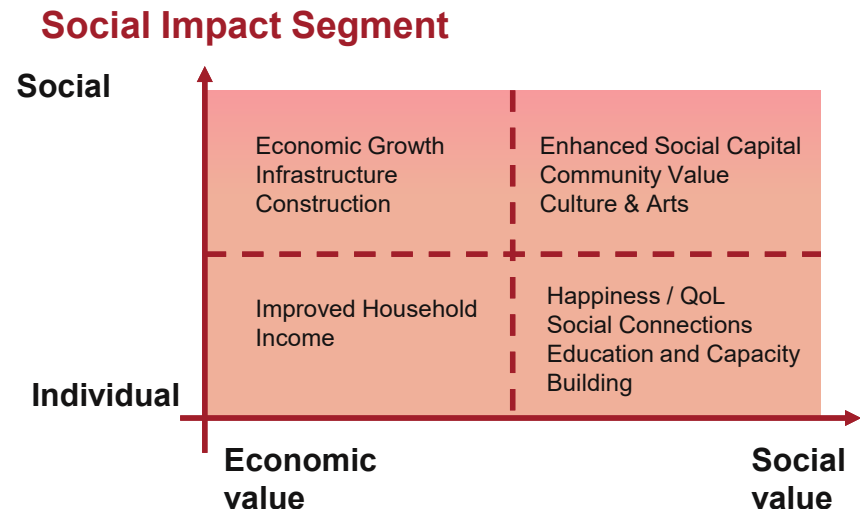 Social Impact Segment
Social
Economic Growth
Infrastructure
Construction
Enhanced Social Capital
Community Value
Culture & Arts
Improved Household
Income
Happiness / QoL
Social Connections
Education and Capacity
Building
Individual
Economic
value
Social
value